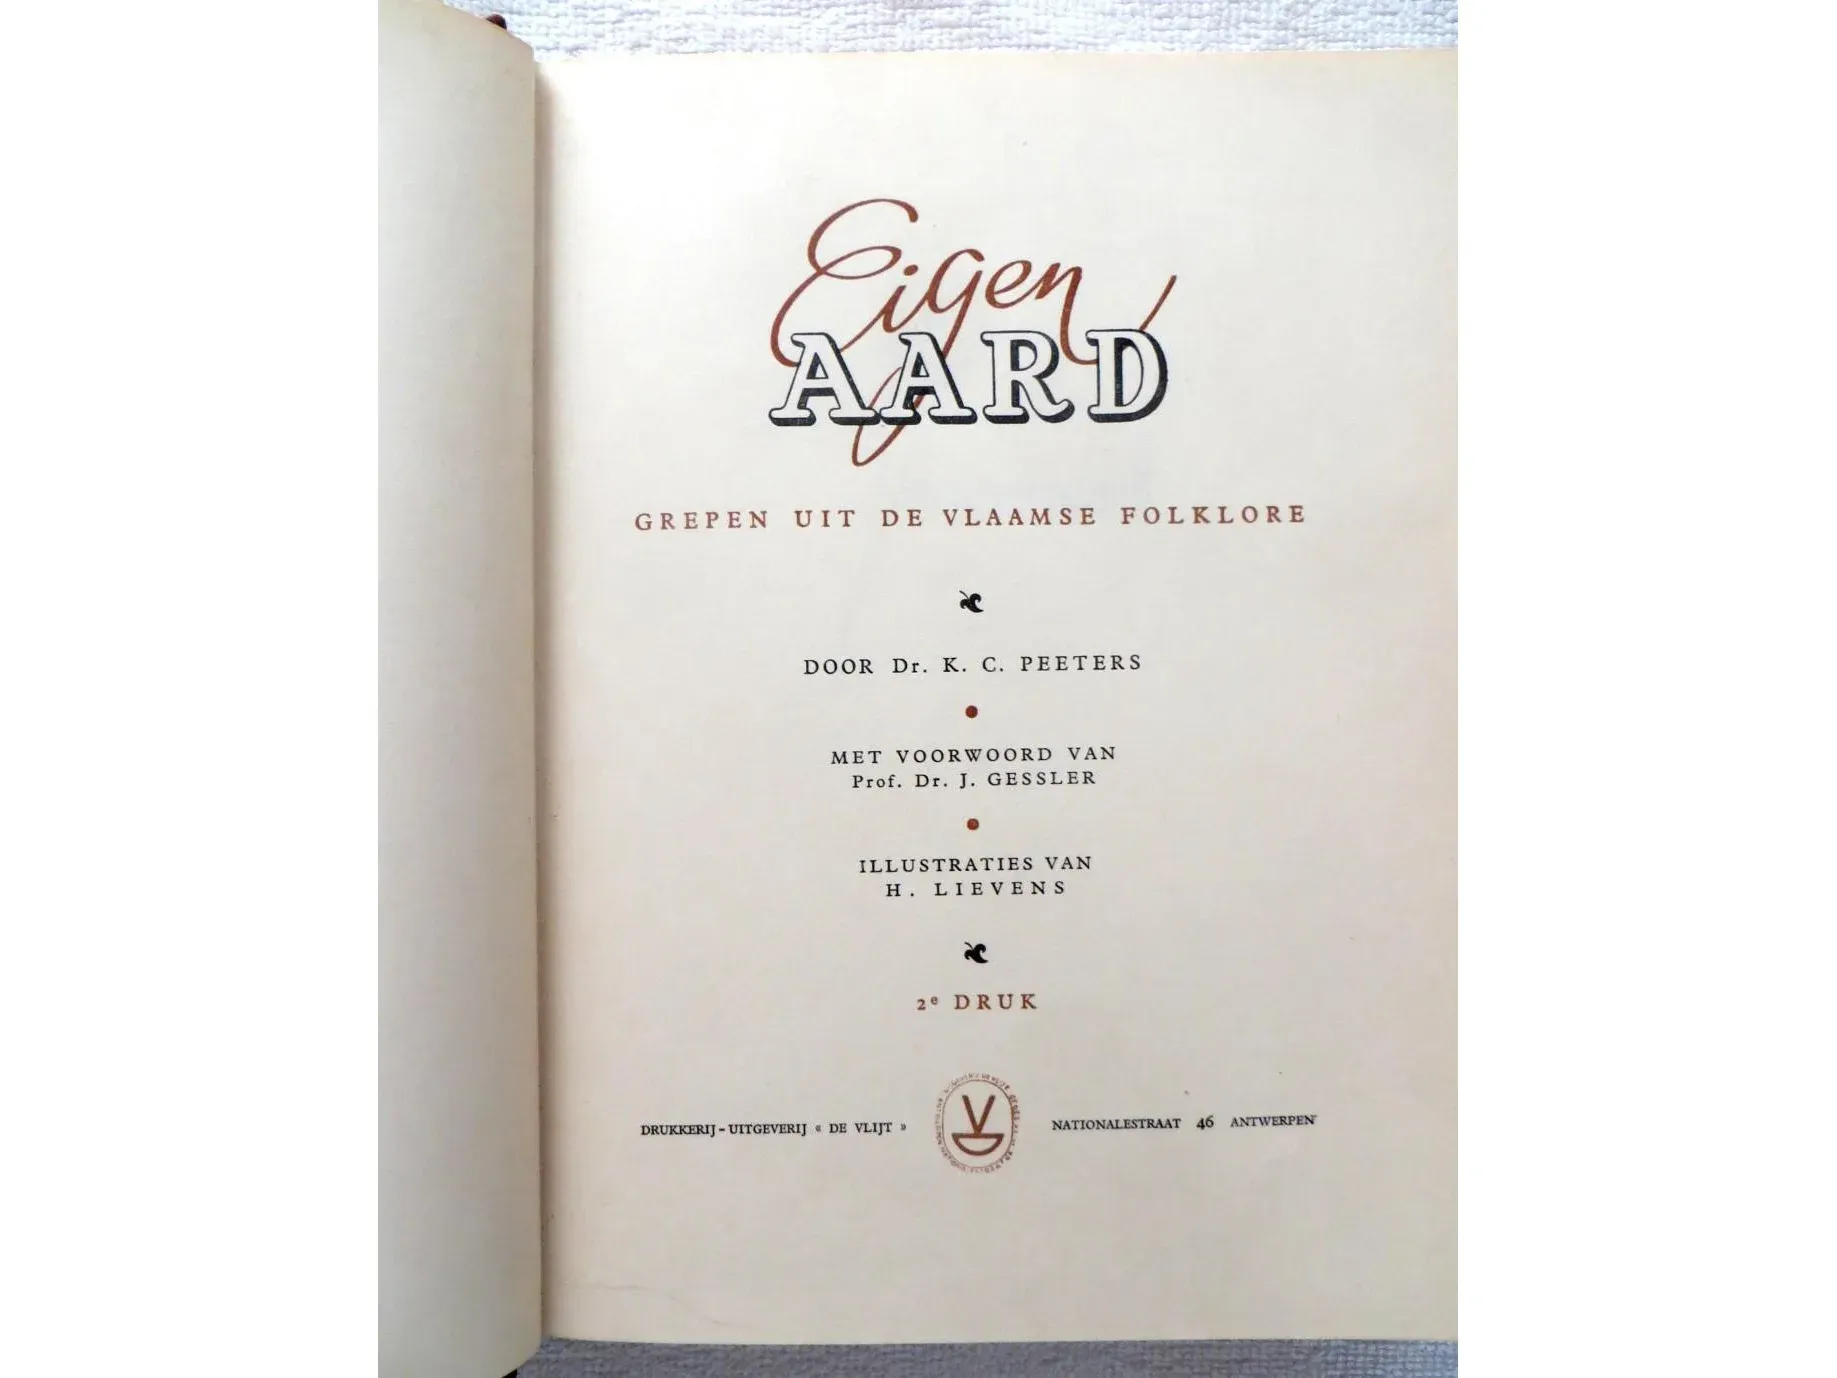 Eigen
AARD
GREPEN UIT DE VLAAMSE FOLKLORE
DOOR Dr. K. C. PEETERS
MET VOORWOORD VAN
Prof. Dr. J. GESSLER
ILLUSTRATIES VAN
H. LIEVENS
2e DRUK
DRUKKERIJ-UITGEVERIJ « DE VLIJT »
V
NATIONALESTRAAT 46 ANTWERPEN